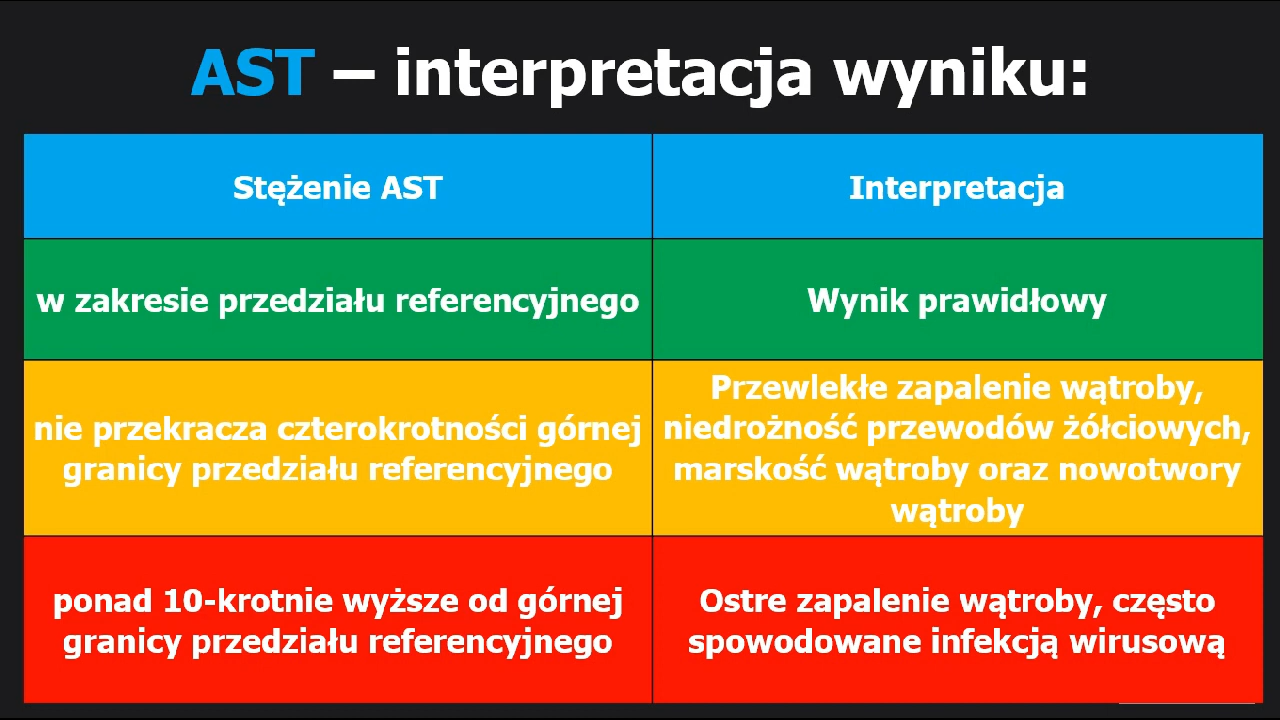 AST – interpretacja wyniku:
Stężenie AST
Interpretacja
w zakresie przedziału referencyjnego
Wynik prawidłowy
nie przekracza czterokrotności górnej
granicy przedziału referencyjnego
Przewlekłe zapalenie wątroby,
niedrożność przewodów żółciowych,
marskość wątroby oraz nowotwory
wątroby
ponad 10-krotnie wyższe od górnej
granicy przedziału referencyjnego
Ostre zapalenie wątroby, często
spowodowane infekcją wirusową